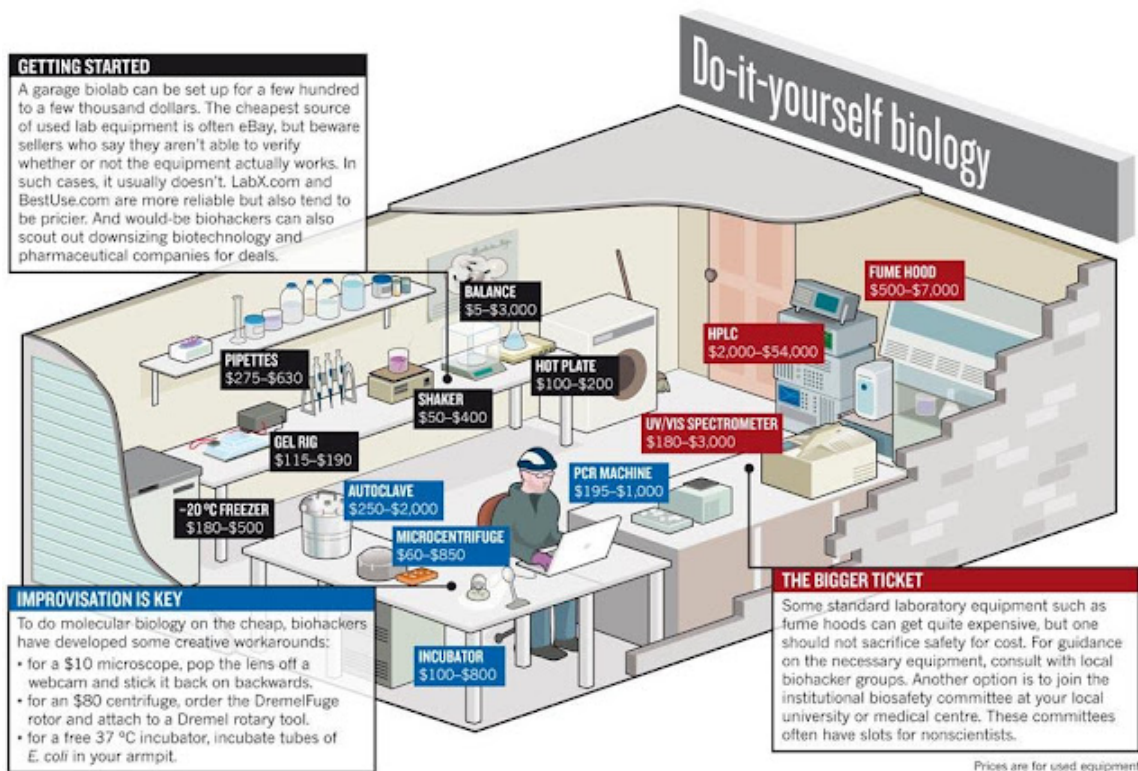 Do-it-yourself biology
GETTING STARTED
A garage biolab can be set up for a few hundred
to a few thousand dollars. The cheapest source
of used lab equipment is often eBay, but beware
sellers who say they aren't able to verify
whether or not the equipment actually works. In
such cases, it usually doesn't. LabX.com and
BestUse.com are more reliable but also tend to
be pricier. And would-be biohackers can also
scout out downsizing biotechnology and
pharmaceutical companies for deals.
BALANCE
$5–$3,000
FUME HOOD
$500–$7,000
HPLC
$2,000–$54,000
PIPETTES
$275–$630
HOT PLATE
$100–$200
SHAKER
$50–$400
UV/VIS SPECTROMETER
$180–$3,000
GEL RIG
$115–$190
PCR MACHINE
$195–$1,000
AUTOCLAVE
$250–$2,000
–20 ºC FREEZER
$180–$500
MICROCENTRIFUGE
$60–$850
INCUBATOR
$100–$800
IMPROVISATION IS KEY
To do molecular biology on the cheap, biohackers
have developed some creative workarounds:
• for a $10 microscope, pop the lens off a
webcam and stick it back on backwards.
• for an $80 centrifuge, order the DremelFuge
rotor and attach to a Dremel rotary tool.
• for a free 37 ºC incubator, incubate tubes of
E. coli in your armpit.
THE BIGGER TICKET
Some standard laboratory equipment such as
fume hoods can get quite expensive, but one
should not sacrifice safety for cost. For guidance
on the necessary equipment, consult with local
biohacker groups. Another option is to join the
institutional biosafety committee at your local
university or medical centre. These committees
often have slots for nonscientists.
Prices are for used equipment